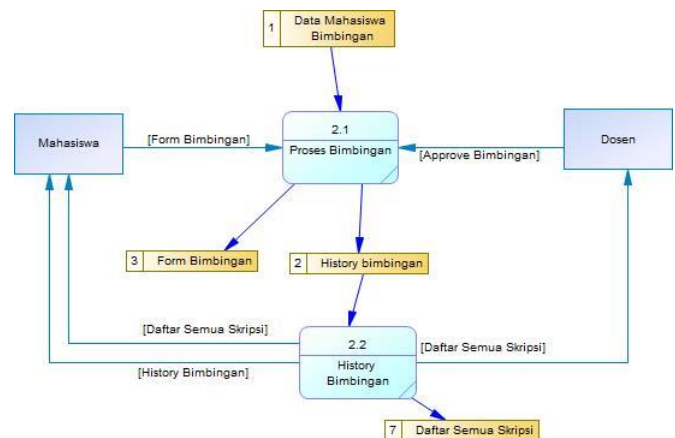 1 Data Mahasiswa
Bimbingan
2.1
Mahasiswa
[Form Bimbingan]
Proses Bimbingan
[Approve Bimbingan]
Dosen
3 Form Bimbingan
2 History bimbingan
[Daftar Semua Skripsi]
2.2
[Daftar Semua Skripsi]
[History Bimbingan]
History
Bimbingan
7 Daftar Semua Skripsi